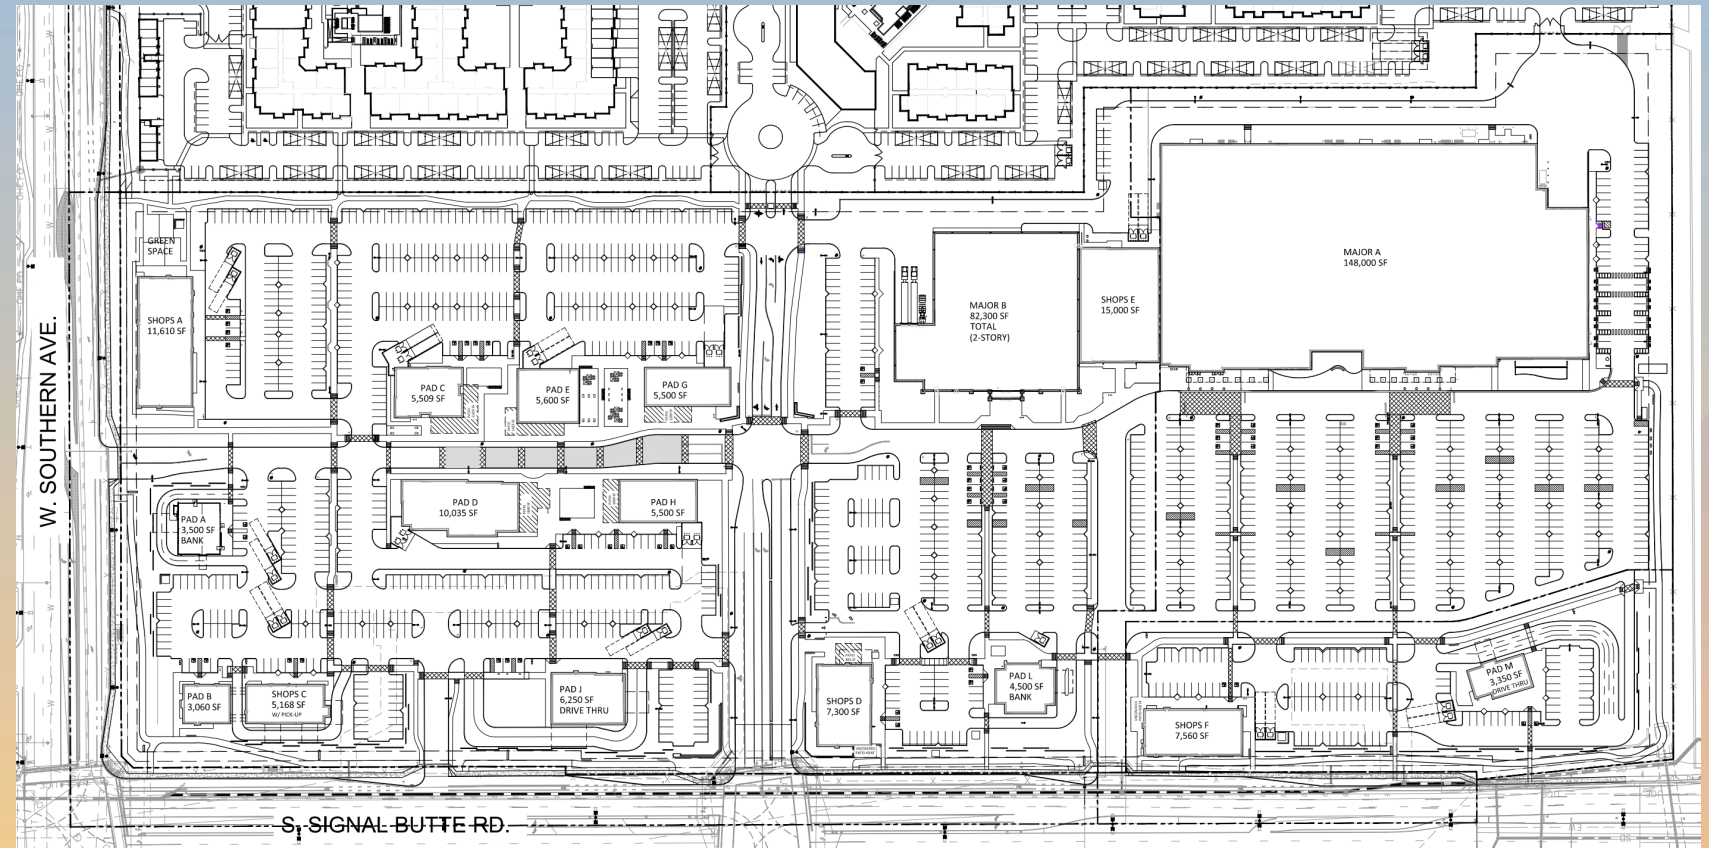 GREEN
SPACE
SHOPS A
11,610 SF
MAJOR A
148,000 SF
MAJOR B
82,300 SF
TOTAL
(2-STORY)
SHOPS E
15,000 SF
PAD C
5,509 SF
PAD E
5,600 SF
PAD G
5,500 SF
W. SOUTHERN AVE.
PAD A
3,500 SF
BANK
PAD D
10,035 SF
PAD H
5,500 SF
PAD B
3,060 SF
SHOPS C
5,168 SF
W/ PICK-UP
PAD J
6,250 SF
DRIVE THRU
SHOPS D
7,300 SF
PAD L
4,500 SF
BANK
SHOPS F
7,560 SF
PAD M
3,350 SF
DRIVE THRU
S. SIGNAL BUTTE RD.